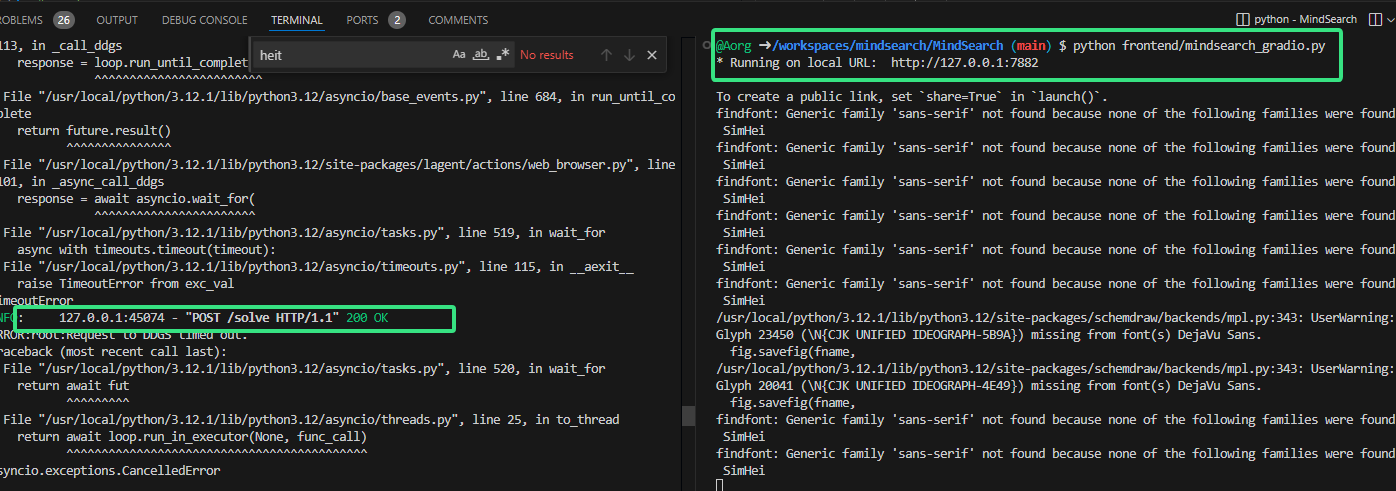 ROBLEMS 26 OUTPUT DEBUG CONSOLE TERMINAL PORTS 2 COMMENTS
python - MindSearch
113, in _call_ddgs
response = loop.run_until_complet
^^^^^^^^^^^^^^^^^^^^^^^^
File "/usr/local/python/3.12.1/lib/python3.12/asyncio/base_events.py", line 684, in run_until_co
plete
return future.result()
^^^^^^^^^^^^^^^
File "/usr/local/python/3.12.1/lib/python3.12/site-packages/lagent/actions/web_browser.py", line
101, in _async_call_ddgs
response = await asyncio.wait_for(
^^^^^^^^^^^^^^^^^^^^^^^
File "/usr/local/python/3.12.1/lib/python3.12/asyncio/tasks.py", line 519, in wait_for
async with timeouts.timeout(timeout):
File "/usr/local/python/3.12.1/lib/python3.12/asyncio/timeouts.py", line 115, in __aexit__
raise TimeoutError from exc_val
imeoutError
NFO: 127.0.0.1:45074 - "POST /solve HTTP/1.1" 200 OK
RROR:root:Request to DDGS timed out.
raceback (most recent call last):
File "/usr/local/python/3.12.1/lib/python3.12/asyncio/tasks.py", line 520, in wait_for
return await fut
^^^^^^^^^
File "/usr/local/python/3.12.1/lib/python3.12/asyncio/threads.py", line 25, in to_thread
return await loop.run_in_executor(None, func_call)
^^^^^^^^^^^^^^^^^^^^^^^^^^^^^^^^^^^^^^^^^^^
syncio.exceptions.CancelledError
heit Aa ab .* No results
@Aorg ➜/workspaces/mindsearch/MindSearch (main) $ python frontend/mindsearch_gradio.py
* Running on local URL:  http://127.0.0.1:7882
To create a public link, set `share=True` in `launch()`.
findfont: Generic family 'sans-serif' not found because none of the following families were found
SimHei
findfont: Generic family 'sans-serif' not found because none of the following families were found
SimHei
findfont: Generic family 'sans-serif' not found because none of the following families were found
SimHei
findfont: Generic family 'sans-serif' not found because none of the following families were found
SimHei
findfont: Generic family 'sans-serif' not found because none of the following families were found
SimHei
findfont: Generic family 'sans-serif' not found because none of the following families were found
SimHei
/usr/local/python/3.12.1/lib/python3.12/site-packages/schemdraw/backends/mpl.py:343: UserWarning:
Glyph 23450 (\N{CJK UNIFIED IDEOGRAPH-5B9A}) missing from font(s) DejaVu Sans.
fig.savefig(fname,
/usr/local/python/3.12.1/lib/python3.12/site-packages/schemdraw/backends/mpl.py:343: UserWarning:
Glyph 20041 (\N{CJK UNIFIED IDEOGRAPH-4E49}) missing from font(s) DejaVu Sans.
fig.savefig(fname,
findfont: Generic family 'sans-serif' not found because none of the following families were found
SimHei
findfont: Generic family 'sans-serif' not found because none of the following families were found
SimHei